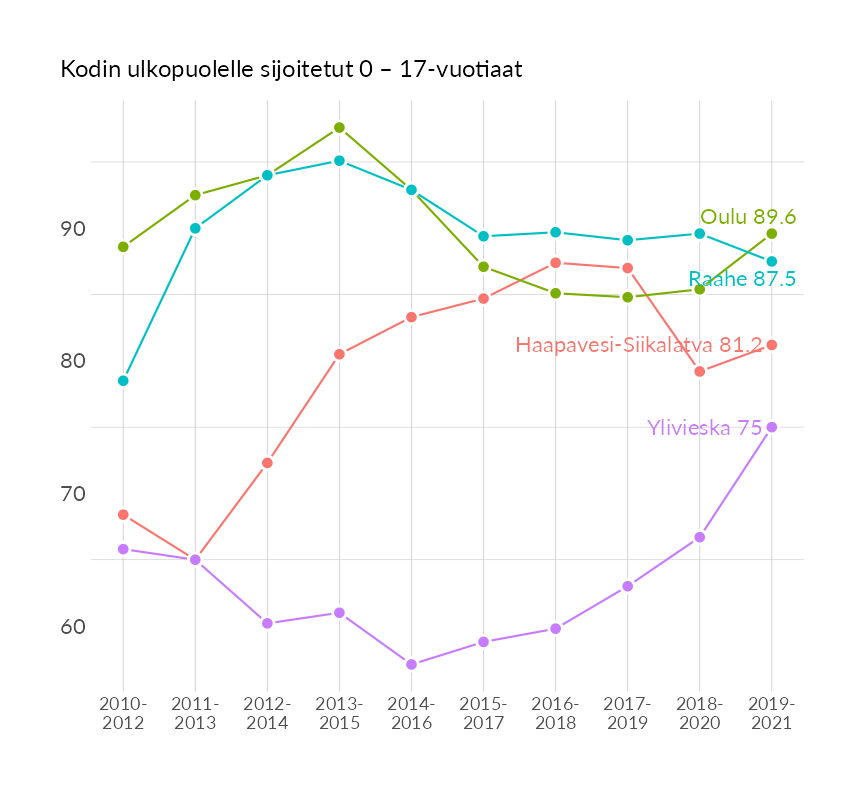 Kodin ulkopuolelle sijoitetut 0 – 17-vuotiaat
Oulu 89.6
90
Raahe 87.5
Haapavesi-Siikalatva 81.2
80
Ylivieska 75
70
60
2010- 2011- 2012- 2013- 2014- 2015- 2016- 2017- 2018- 2019-
2012 2013 2014 2015 2016 2017 2018 2019 2020 2021